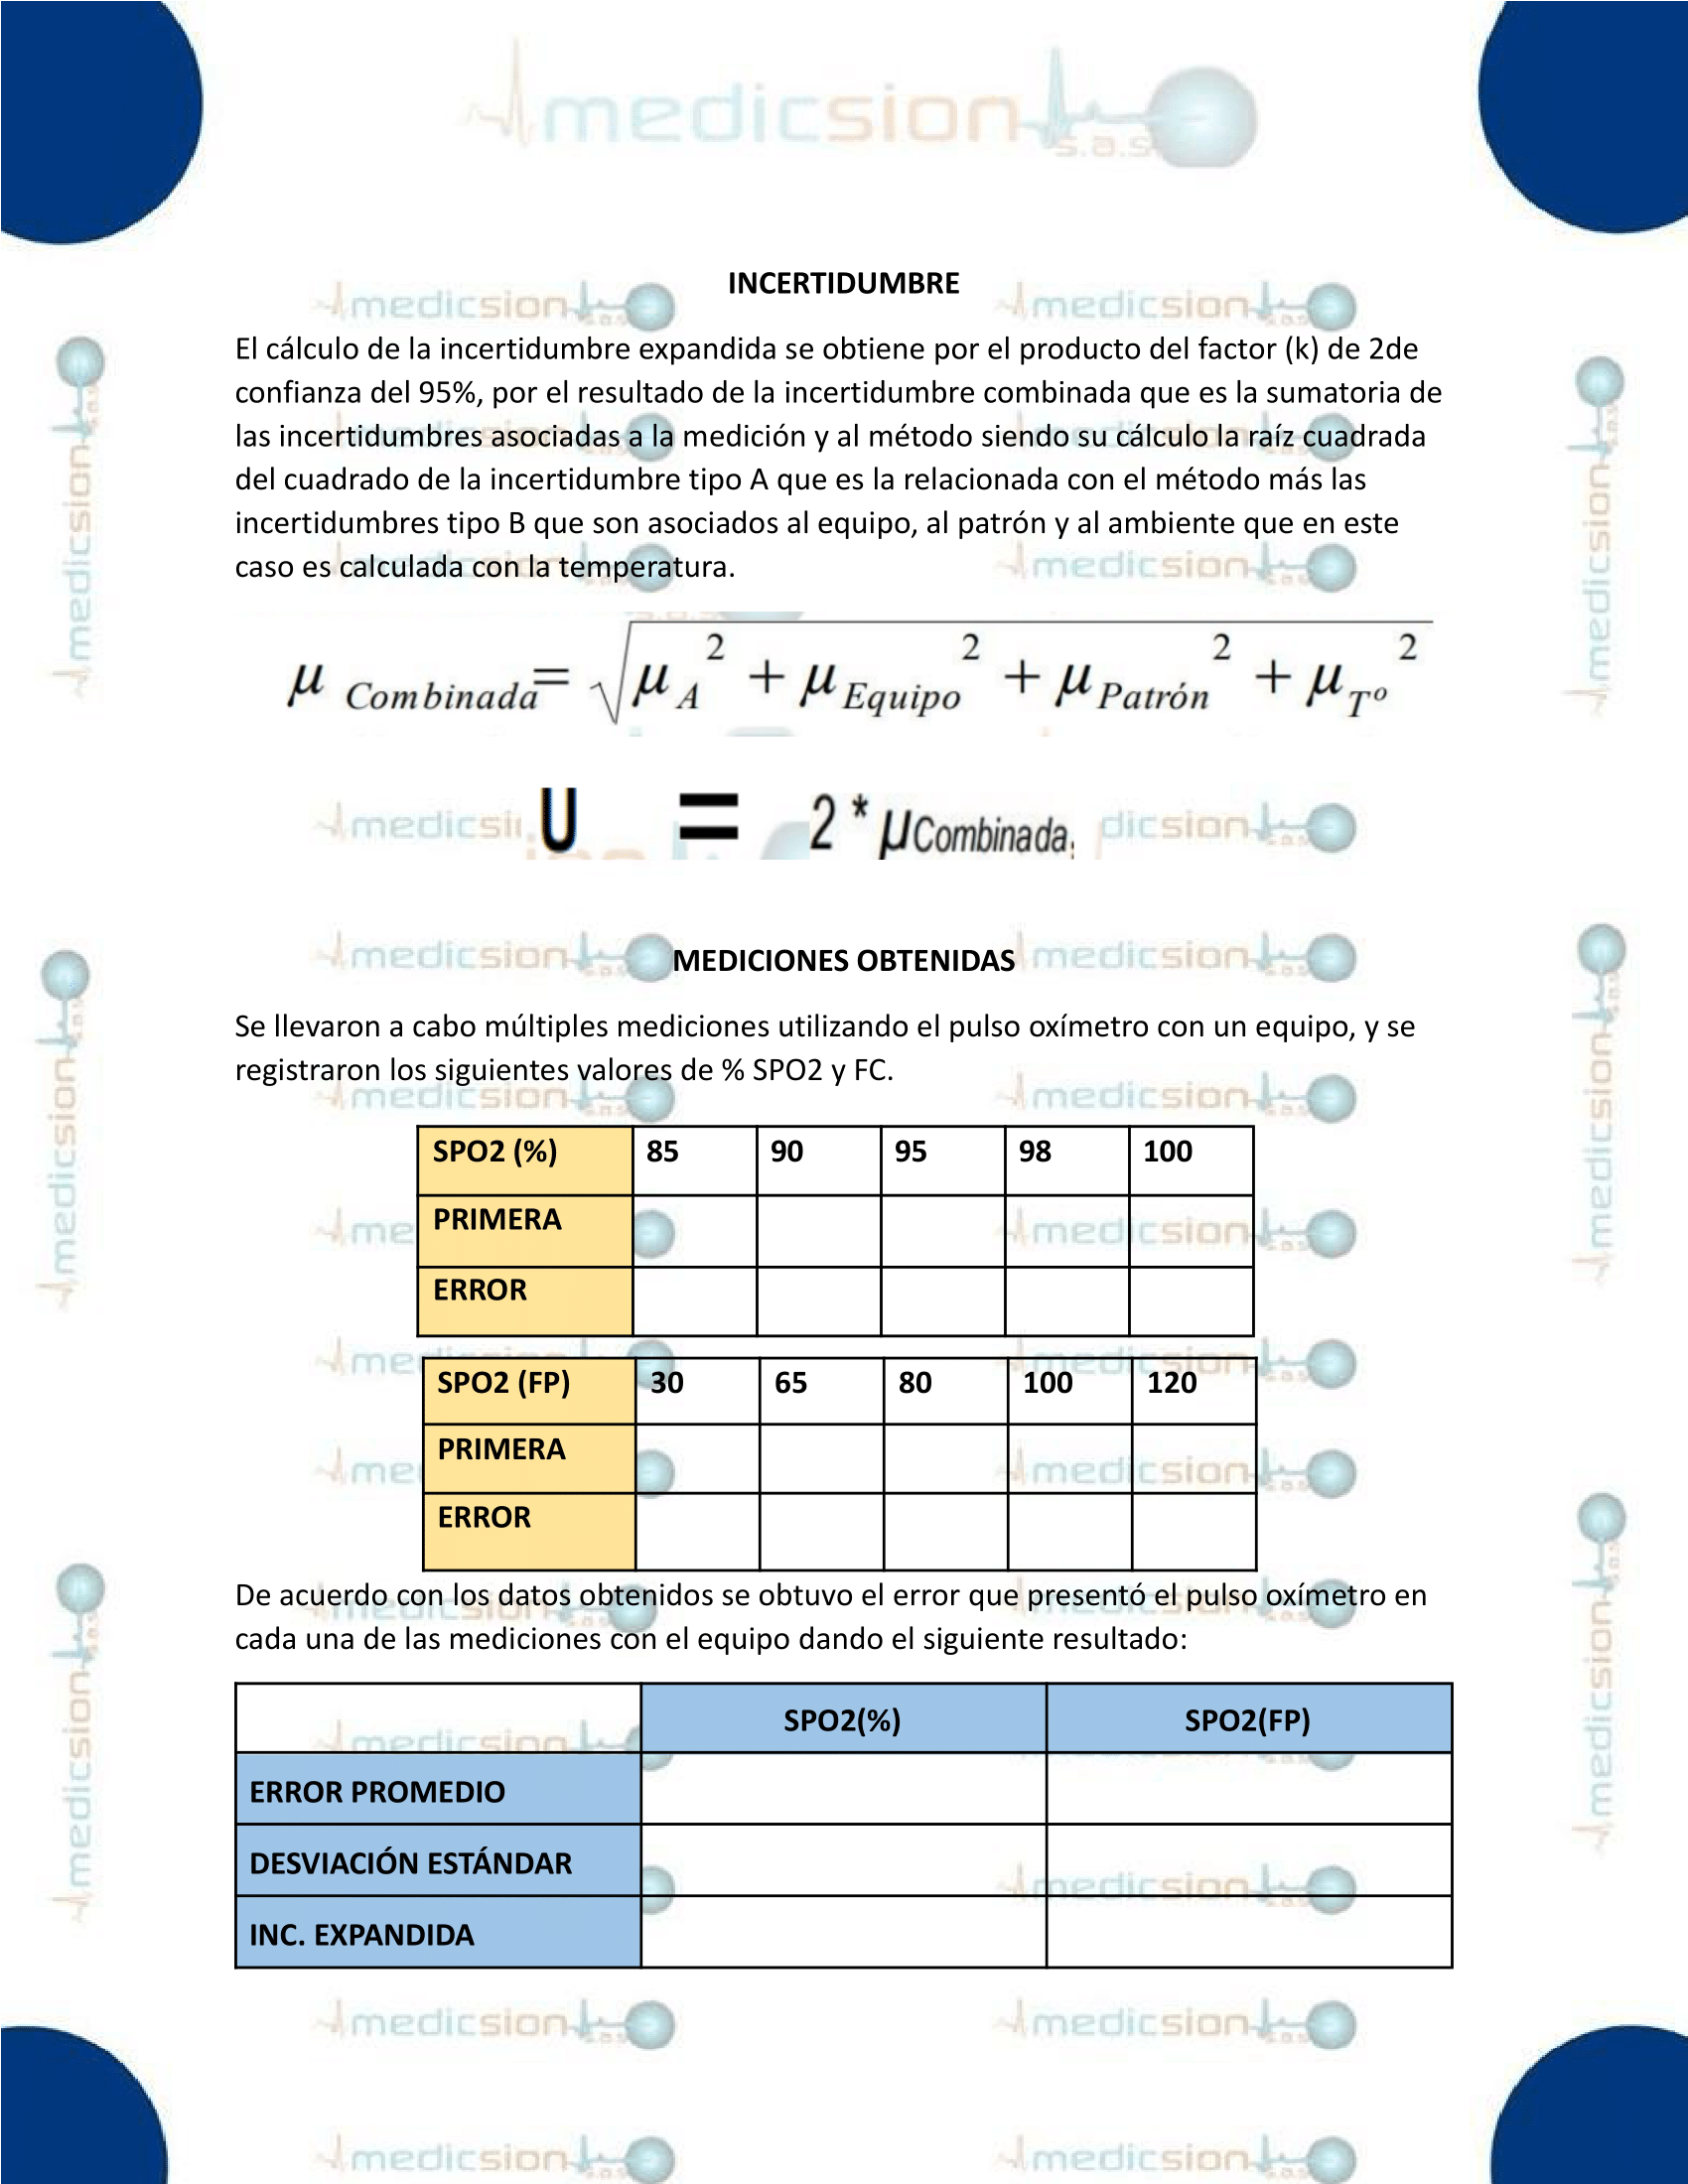 medicsion s.a.s
INCERTIDUMBRE
El cálculo de la incertidumbre expandida se obtiene por el producto del factor (k) de 2de
confianza del 95%, por el resultado de la incertidumbre combinada que es la sumatoria de
las incertidumbres asociadas a la medición y al método siendo su cálculo la raíz cuadrada
del cuadrado de la incertidumbre tipo A que es la relacionada con el método más las
incertidumbres tipo B que son asociados al equipo, al patrón y al ambiente que en este
caso es calculada con la temperatura.
μ Combinada = √ μ A ² + μ Equipo ² + μ Patrón ² + μ Tº ²
U = 2 * μCombinada,
MEDICIONES OBTENIDAS
Se llevaron a cabo múltiples mediciones utilizando el pulso oxímetro con un equipo, y se
registraron los siguientes valores de % SPO2 y FC.
SPO2 (%) 85 90 95 98 100
PRIMERA
ERROR
SPO2 (FP) 30 65 80 100 120
PRIMERA
ERROR
De acuerdo con los datos obtenidos se obtuvo el error que presentó el pulso oxímetro en
cada una de las mediciones con el equipo dando el siguiente resultado:
SPO2(%) SPO2(FP)
ERROR PROMEDIO
DESVIACIÓN ESTÁNDAR
INC. EXPANDIDA